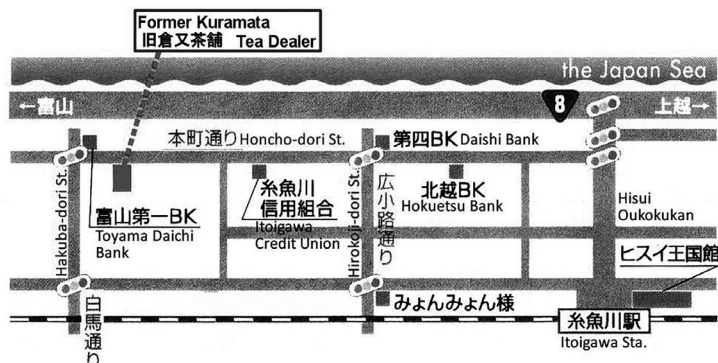 Former Kuramata
旧倉又茶舗 Tea Dealer
the Japan Sea
←富山
8
上越→
本町通り Honcho-dori St.
第四BK Daishi Bank
富山第一BK
Toyama Daichi
Bank
糸魚川
信用組合
Itoigawa
Credit Union
北越BK
Hokuetsu Bank
Hakuba-dori St.
白馬通り
Hirokoji-dori St.
広小路通り
Hisui
Oukokukan
ヒスイ王国館
みょんみょん様
糸魚川駅
Itoigawa Sta.